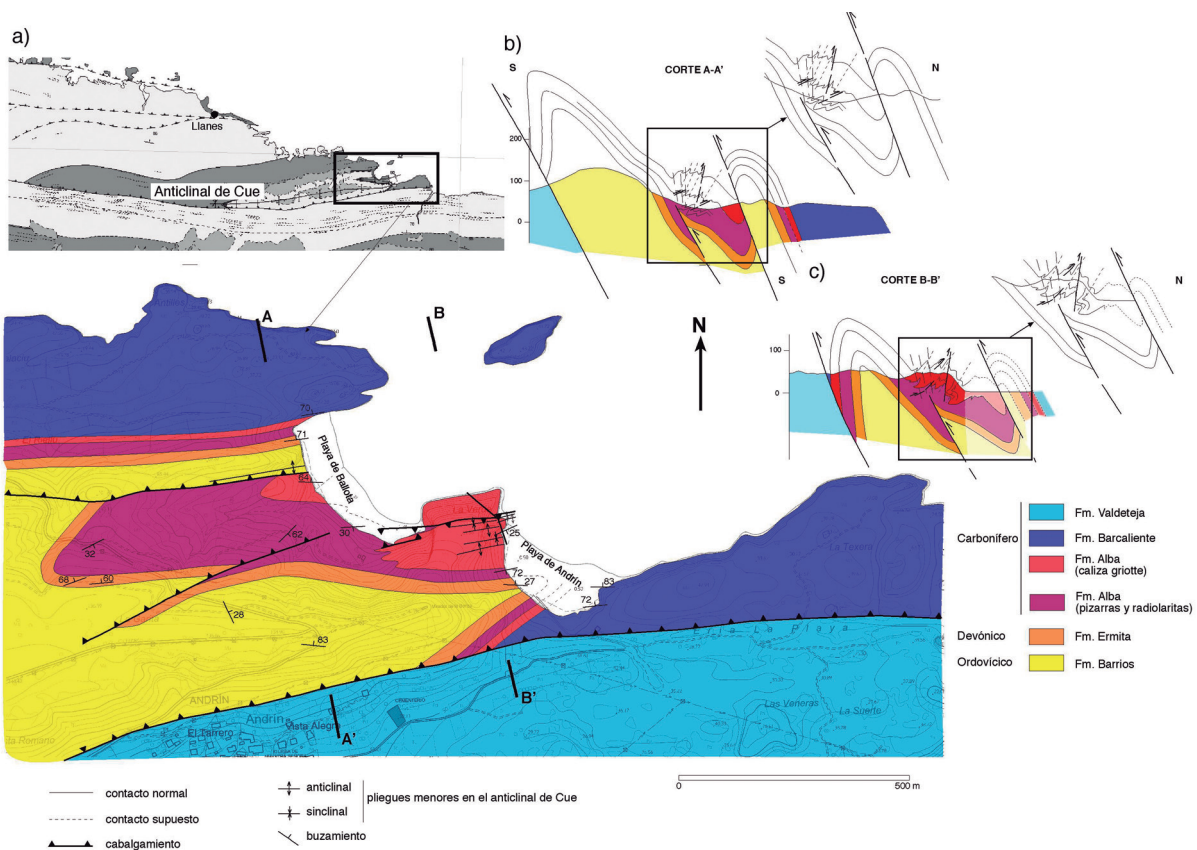 a)
Llanes
Anticlinal de Cue
b)
S
CORTE A-A'
N
200
100
0
S
c)
CORTE B-B'
N
100
0
A
B
N
70
71
64
Playa de Ballota
30
62
32
68
60
28
83
25
72
27
Playa de Andrín
83
72
La Texera
ANDRÍN
Andrín
El Tarrero
Vista Alegre
A'
B'
Las Veneras
La Suerte
Carbonífero
Fm. Valdeteja
Fm. Barcaliente
Fm. Alba
(caliza griotte)
Fm. Alba
(pizarras y radiolaritas)
Devónico
Fm. Ermita
Ordovícico
Fm. Barrios
0
500 m
contacto normal
contacto supuesto
cabalgamiento
anticlinal
sinclinal
pliegues menores en el anticlinal de Cue
buzamiento